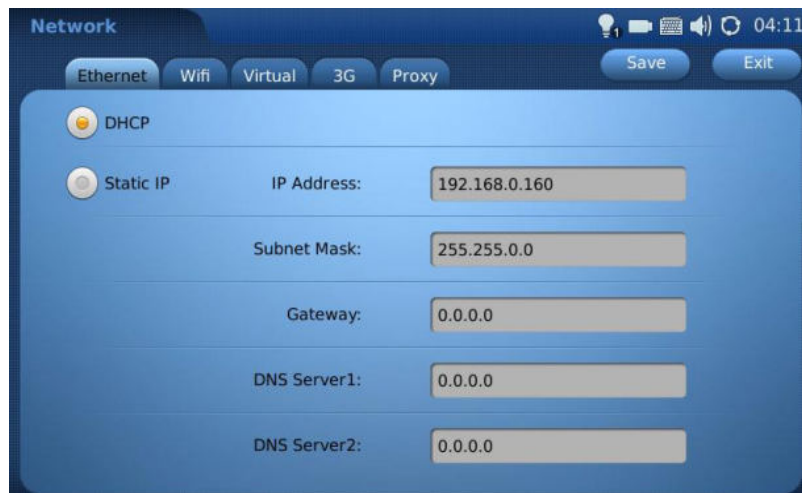 Network 1 04:11
Ethernet Wifi Virtual 3G Proxy Save Exit
DHCP
Static IP IP Address: 192.168.0.160
Subnet Mask: 255.255.0.0
Gateway: 0.0.0.0
DNS Server1: 0.0.0.0
DNS Server2: 0.0.0.0